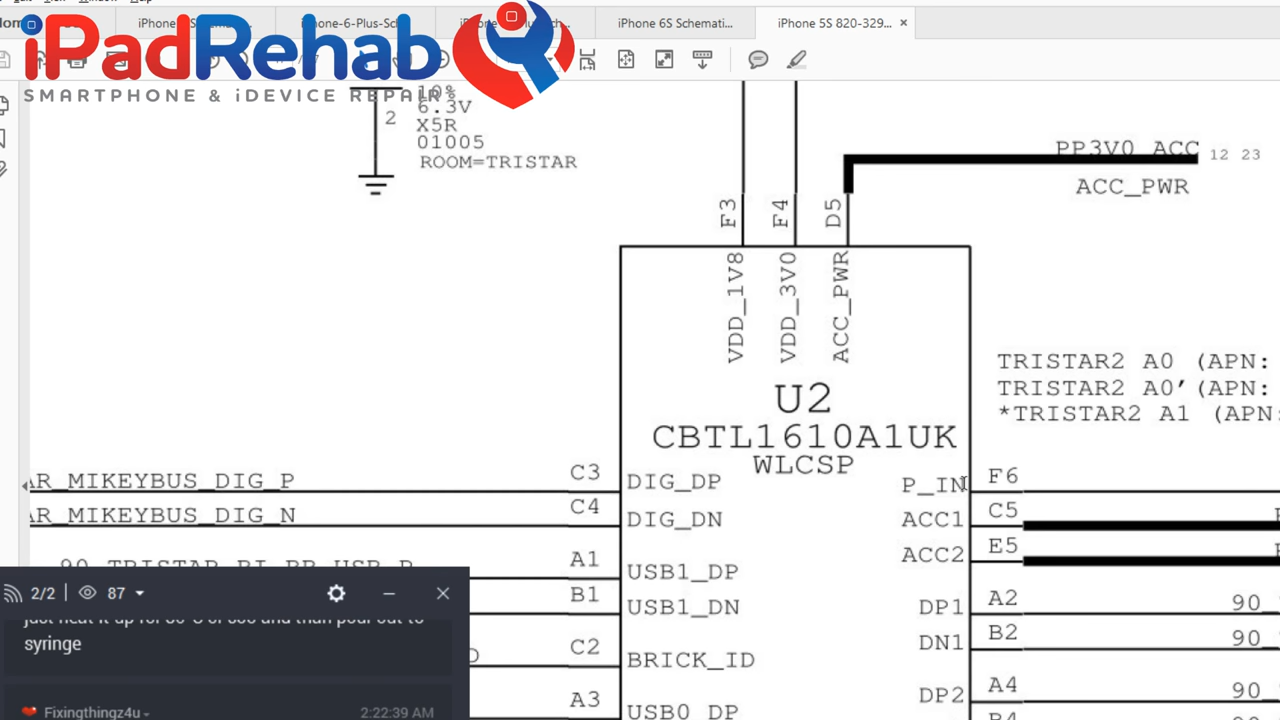 iPhone 6S Schemati...
iPhone 5S 820-329... ×
iPadRehab
SMARTPHONE & iDEVICE REPAIR
10%
6.3V
X5R
01005
ROOM=TRISTAR
2
PP3V0_ACC 12 23
ACC_PWR
F3
F4
D5
VDD_1V8
VDD_3V0
ACC_PWR
U2
CBTL1610A1UK
WLCSP
TRISTAR2 A0 (APN:
TRISTAR2 A0'(APN:
*TRISTAR2 A1 (APN:
AR_MIKEYBUS_DIG_P C3 DIG_DP
AR_MIKEYBUS_DIG_N C4 DIG_DN
A1 USB1_DP
B1 USB1_DN
C2 BRICK_ID
A3 USB0_DP
P_IN F6
ACC1 C5
ACC2 E5
DP1 A2 90_
DN1 B2 90_
DP2 A4 90_
2/2 87
syringe
Fixingthingz4u 2:22:39 AM